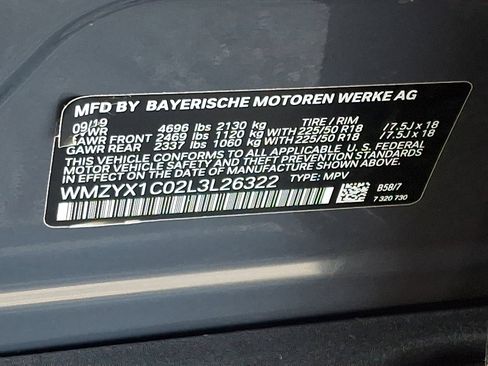 MFD BY BAYERISCHE MOTOREN WERKE AG
09/19 TIRE / RIM
GVWR 4696 lbs 2130 kg
GAWR FRONT 2469 lbs 1120 kg WITH 225/50 R18 /7.5J x 18
GAWR REAR 2337 lbs 1060 kg WITH 225/50 R18 /7.5J x 18
THIS VEHICLE CONFORMS TO ALL APPLICABLE U.S. FEDERAL
MOTOR VEHICLE SAFETY AND THEFT PREVENTION STANDARDS
IN EFFECT ON THE DATE OF MANUFACTURE SHOWN ABOVE.
WMZYX1C02L3L26322 TYPE: MPV
B5B/7
7 320 730